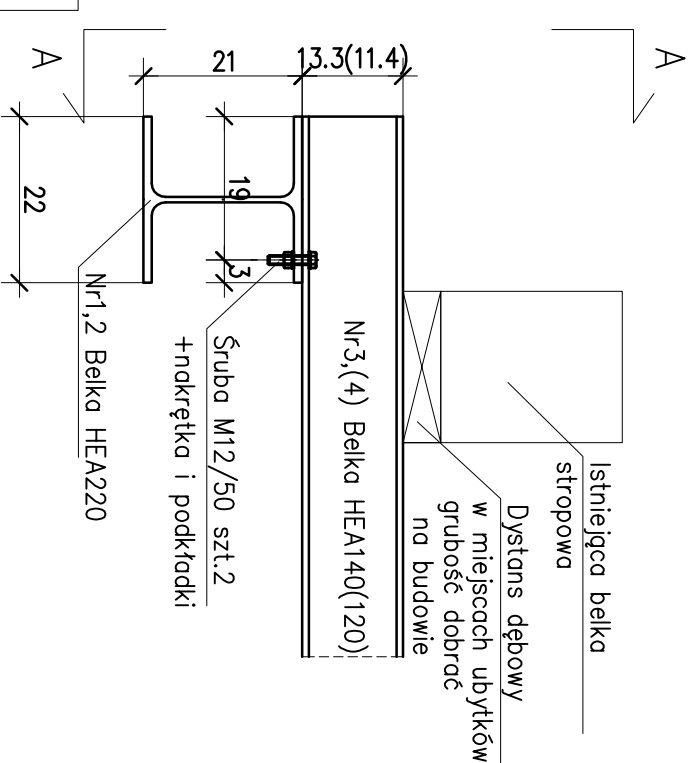 A
A
21
13.3(11.4)
22
19
3
Istniejąca belka
stropowa
Dystans dębowy
w miejscach ubytków
grubość dobrać
na budowie
Nr3,(4) Belka HEA140(120)
Śruba M12/50 szt.2
+nakrętka i podkładki
Nr1,2 Belka HEA220